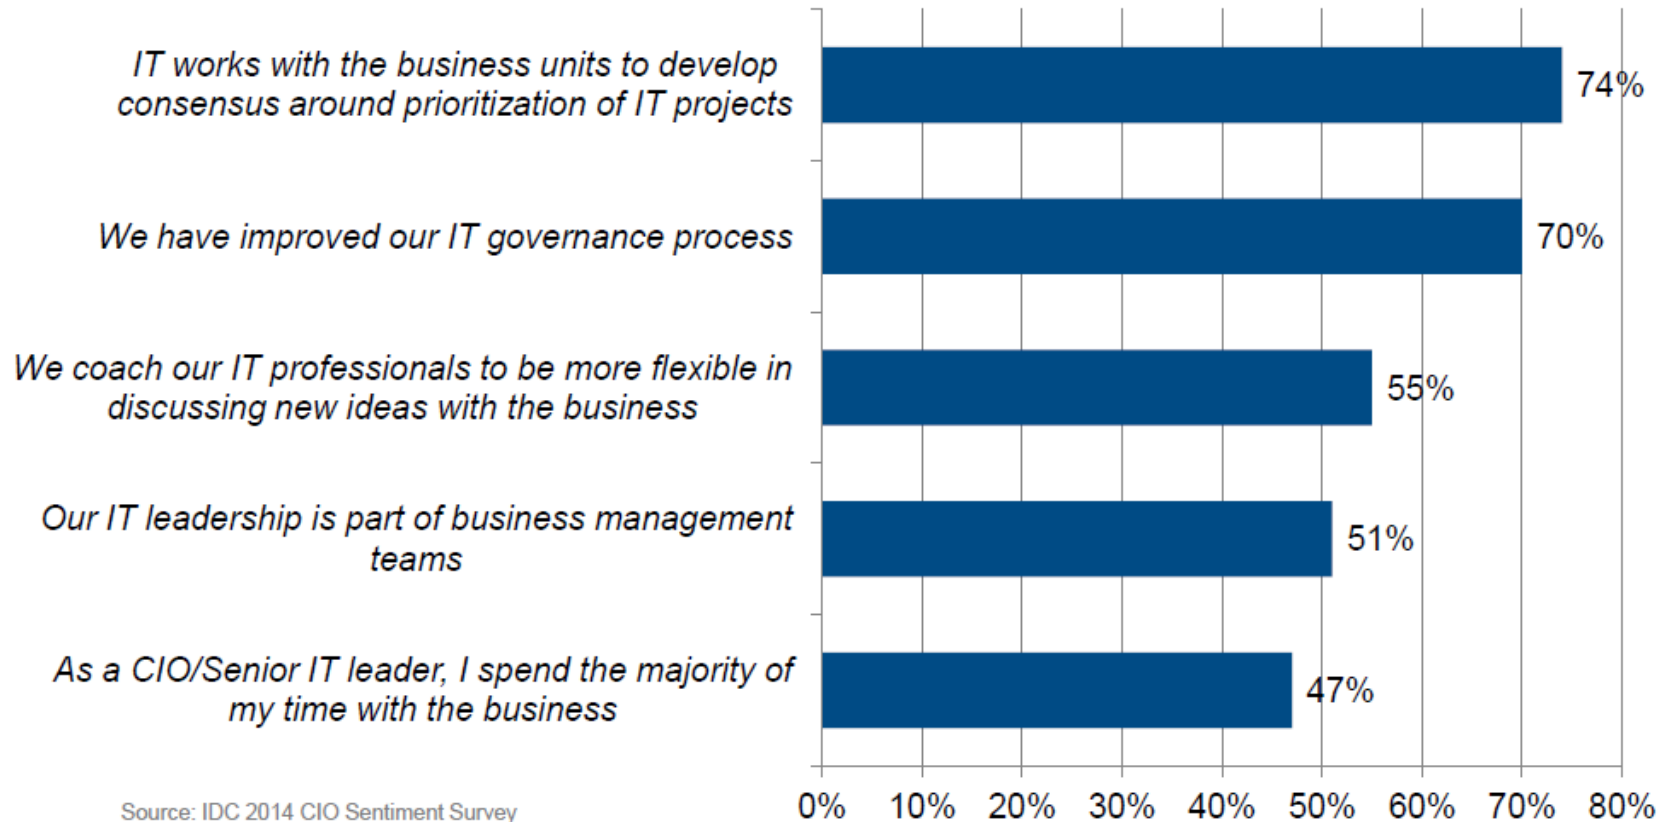 IT works with the business units to develop
consensus around prioritization of IT projects
74%
We have improved our IT governance process
70%
We coach our IT professionals to be more flexible in
discussing new ideas with the business
55%
Our IT leadership is part of business management
teams
51%
As a CIO/Senior IT leader, I spend the majority of
my time with the business
47%
0% 10% 20% 30% 40% 50% 60% 70% 80%
Source: IDC 2014 CIO Sentiment Survey